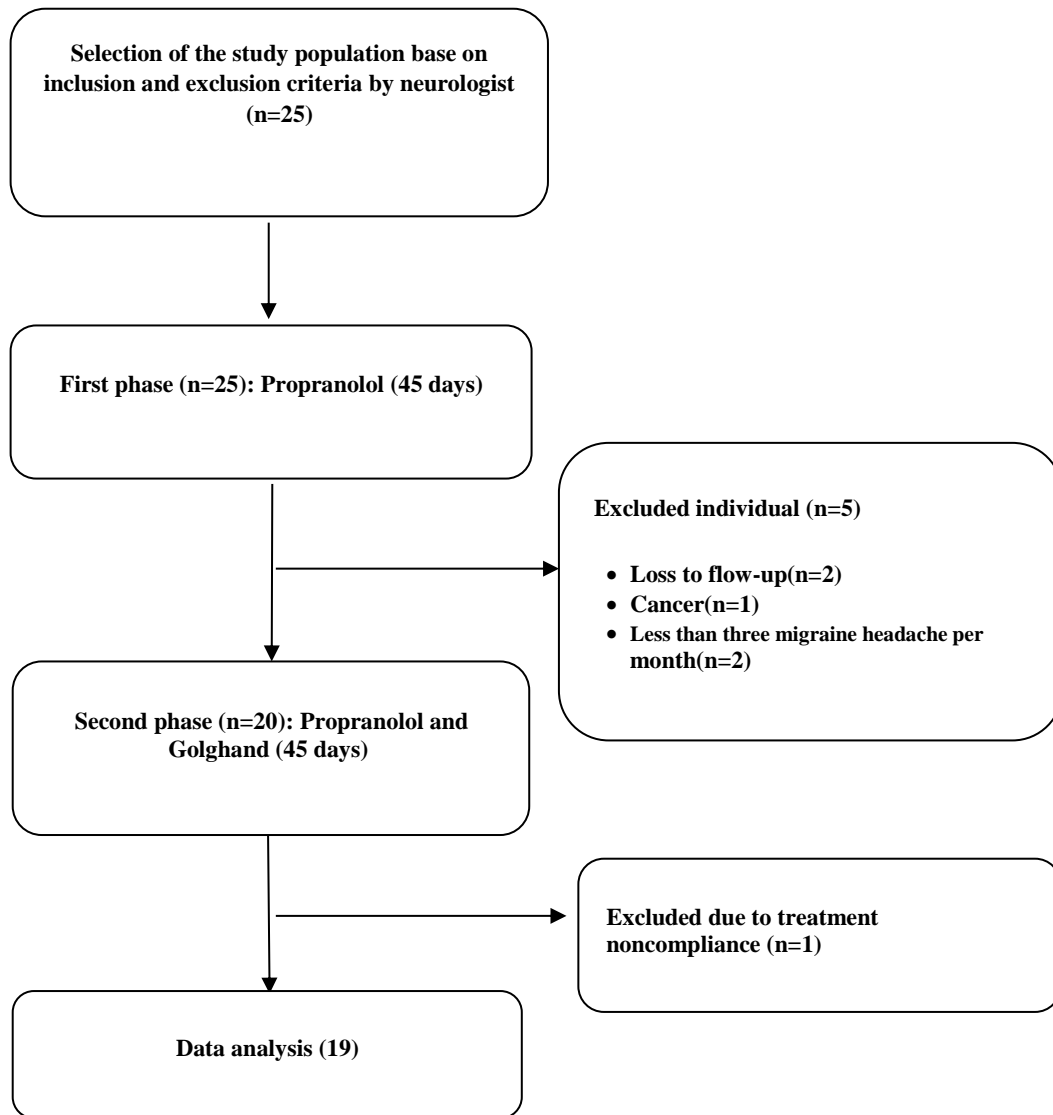 Selection of the study population base on
inclusion and exclusion criteria by neurologist
(n=25)
First phase (n=25): Propranolol (45 days)
Excluded individual (n=5)
• Loss to flow-up(n=2)
• Cancer(n=1)
• Less than three migraine headache per
month(n=2)
Second phase (n=20): Propranolol and
Golghand (45 days)
Excluded due to treatment
noncompliance (n=1)
Data analysis (19)